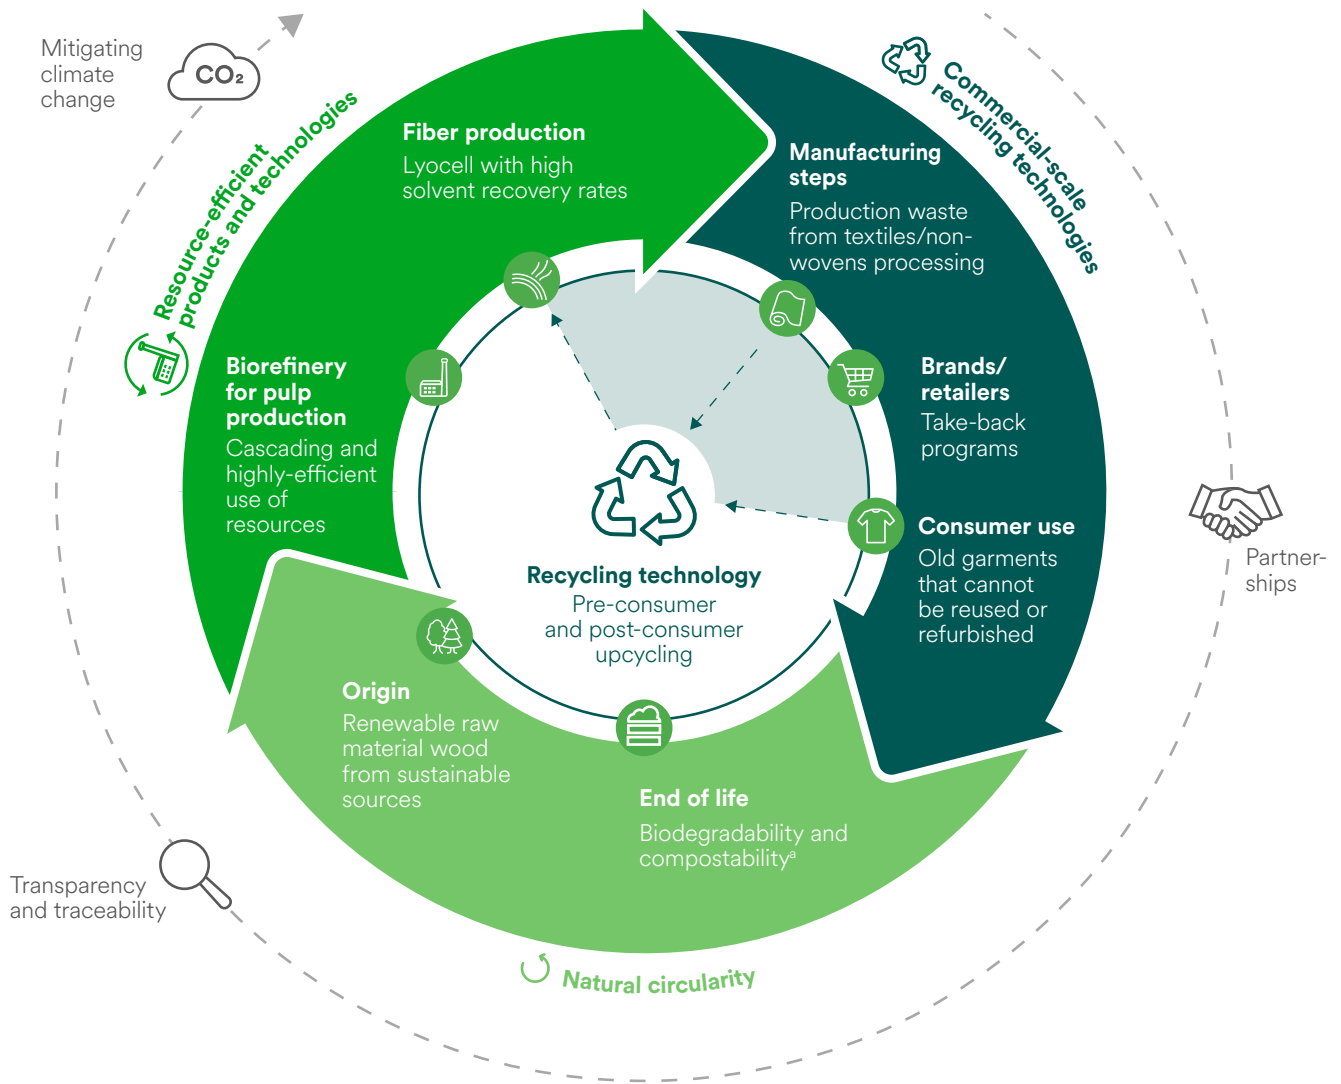 Mitigating
climate
change
CO₂
Resource-efficient
products and technologies
Commercial-scale
recycling technologies
Fiber production
Lyocell with high
solvent recovery rates
Manufacturing
steps
Production waste
from textiles/non-
wovens processing
Biorefinery
for pulp
production
Cascading and
highly-efficient
use of
resources
Brands/
retailers
Take-back
programs
Consumer use
Old garments
that cannot
be reused or
refurbished
Partner-
ships
Recycling technology
Pre-consumer
and post-consumer
upcycling
Origin
Renewable raw
material wood
from sustainable
sources
End of life
Biodegradability and
compostabilityᵃ
Transparency
and traceability
Natural circularity